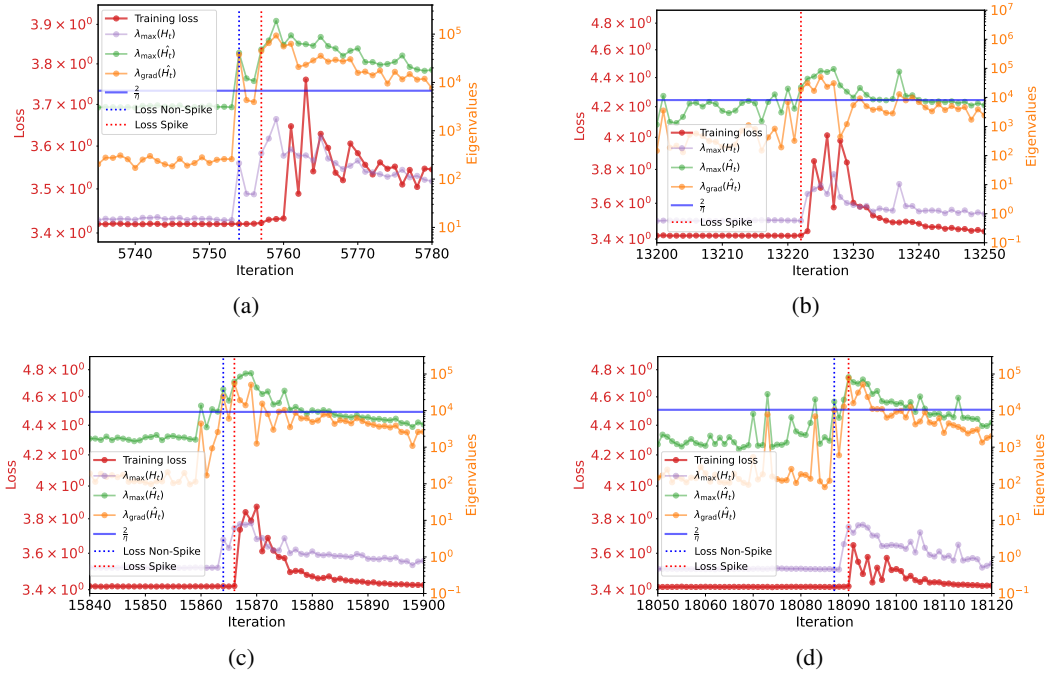 3.9 × 10⁰
3.8 × 10⁰
3.7 × 10⁰
3.6 × 10⁰
3.5 × 10⁰
3.4 × 10⁰
Loss
Training loss
λmax(Hₜ)
λmax(Ĥₜ)
λgrad(Ĥₜ)
2/η
Loss Non-Spike
Loss Spike
10⁵
10⁴
10³
10²
10¹
Eigenvalues
5740 5750 5760 5770 5780
Iteration
(a)
4.8 × 10⁰
4.6 × 10⁰
4.4 × 10⁰
4.2 × 10⁰
4 × 10⁰
3.8 × 10⁰
3.6 × 10⁰
3.4 × 10⁰
Loss
Training loss
λmax(Hₜ)
λmax(Ĥₜ)
λgrad(Ĥₜ)
2/η
Loss Spike
10⁷
10⁶
10⁵
10⁴
10³
10²
10¹
10⁰
10⁻¹
Eigenvalues
13200 13210 13220 13230 13240 13250
Iteration
(b)
4.8 × 10⁰
4.6 × 10⁰
4.4 × 10⁰
4.2 × 10⁰
4 × 10⁰
3.8 × 10⁰
3.6 × 10⁰
3.4 × 10⁰
Loss
Training loss
λmax(Hₜ)
λmax(Ĥₜ)
λgrad(Ĥₜ)
2/η
Loss Non-Spike
Loss Spike
10⁵
10⁴
10³
10²
10¹
10⁰
10⁻¹
Eigenvalues
15840 15850 15860 15870 15880 15890 15900
Iteration
(c)
4.8 × 10⁰
4.6 × 10⁰
4.4 × 10⁰
4.2 × 10⁰
4 × 10⁰
3.8 × 10⁰
3.6 × 10⁰
3.4 × 10⁰
Loss
Training loss
λmax(Hₜ)
λmax(Ĥₜ)
λgrad(Ĥₜ)
2/η
Loss Non-Spike
Loss Spike
10⁵
10⁴
10³
10²
10¹
10⁰
10⁻¹
Eigenvalues
18050 18060 18070 18080 18090 18100 18110 18120
Iteration
(d)